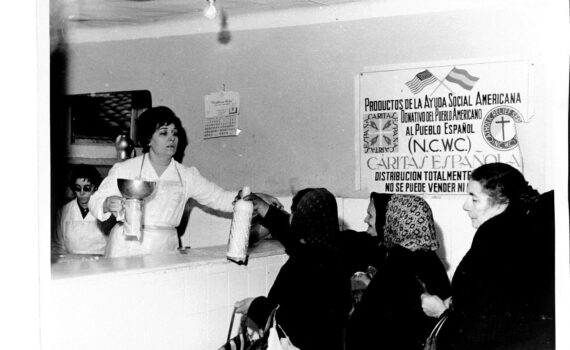 PRODUCTOS DE LA AYUDA SOCIAL AMERICANA
DONATIVO DEL PUEBLO AMERICANO
AL PUEBLO ESPAÑOL
(N.C.W.C.)
CÁRITAS ESPAÑOLA
DISTRIBUCION TOTALMENTE
NO SE PUEDE VENDER NI
CARITAS